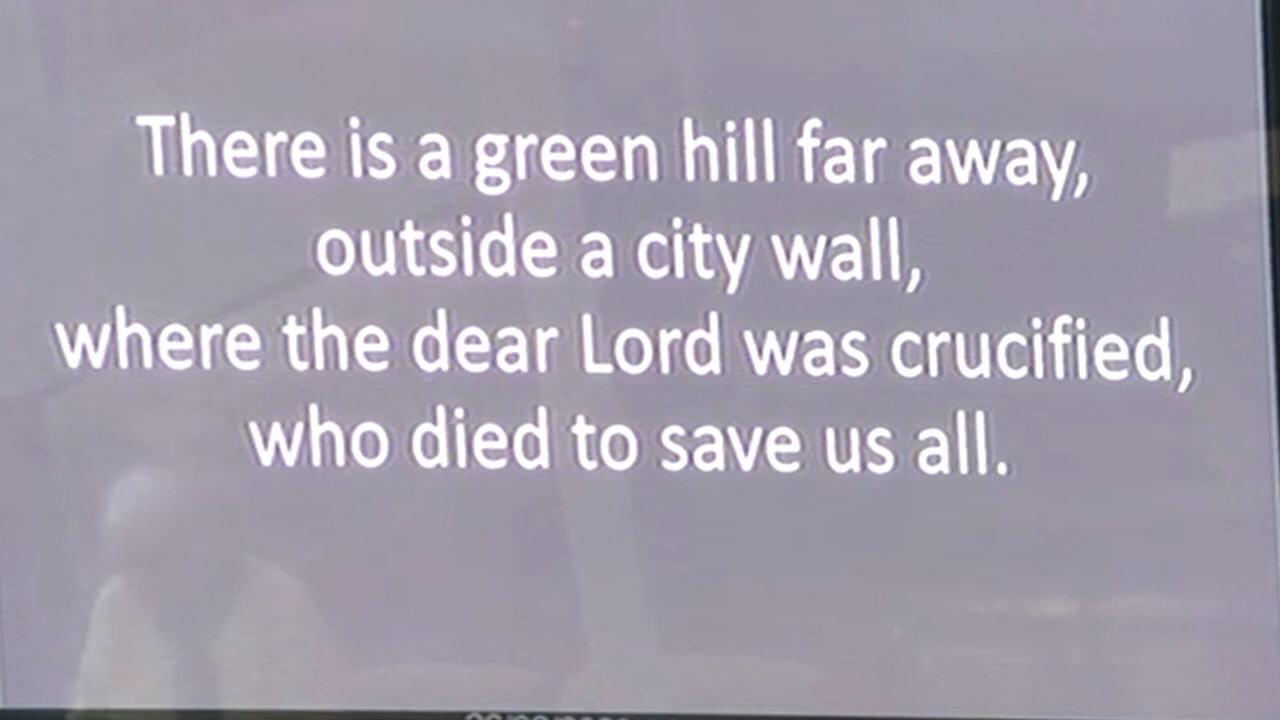 There is a green hill far away,
outside a city wall,
where the dear Lord was crucified,
who died to save us all.